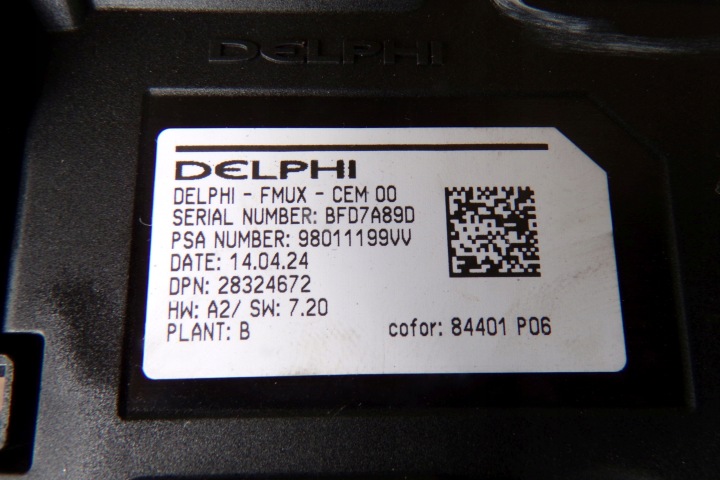 DELPHI
DELPHI
DELPHI - FMUX - CEM 00
SERIAL NUMBER: BFD7A89D
PSA NUMBER: 98011199VV
DATE: 14.04.24
DPN: 28324672
HW: A2/ SW: 7.20
PLANT: B cofor: 84401 P06